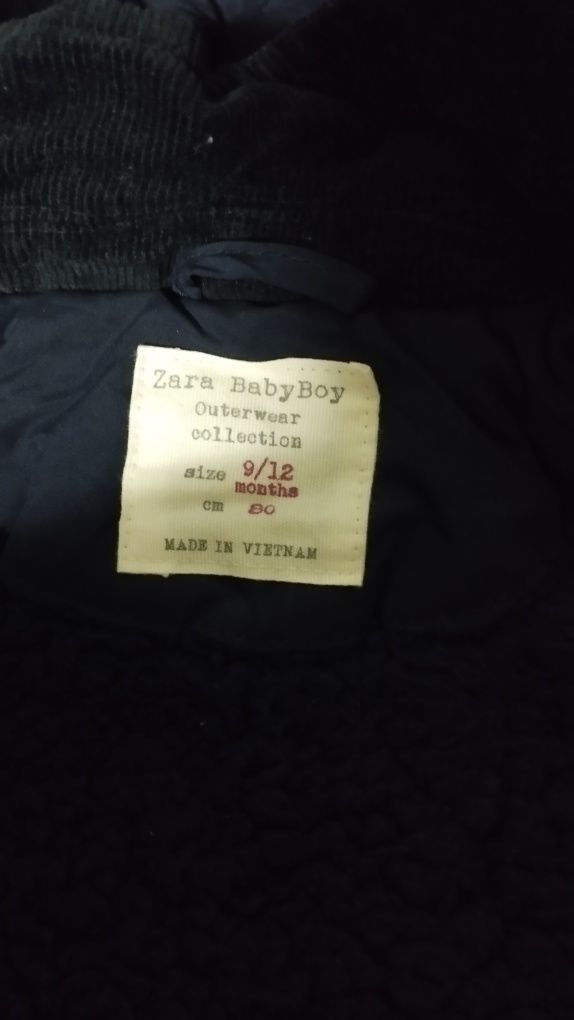 Zara BabyBoy
Outerwear
collection
size 9/12
months
cm 80
MADE IN VIETNAM